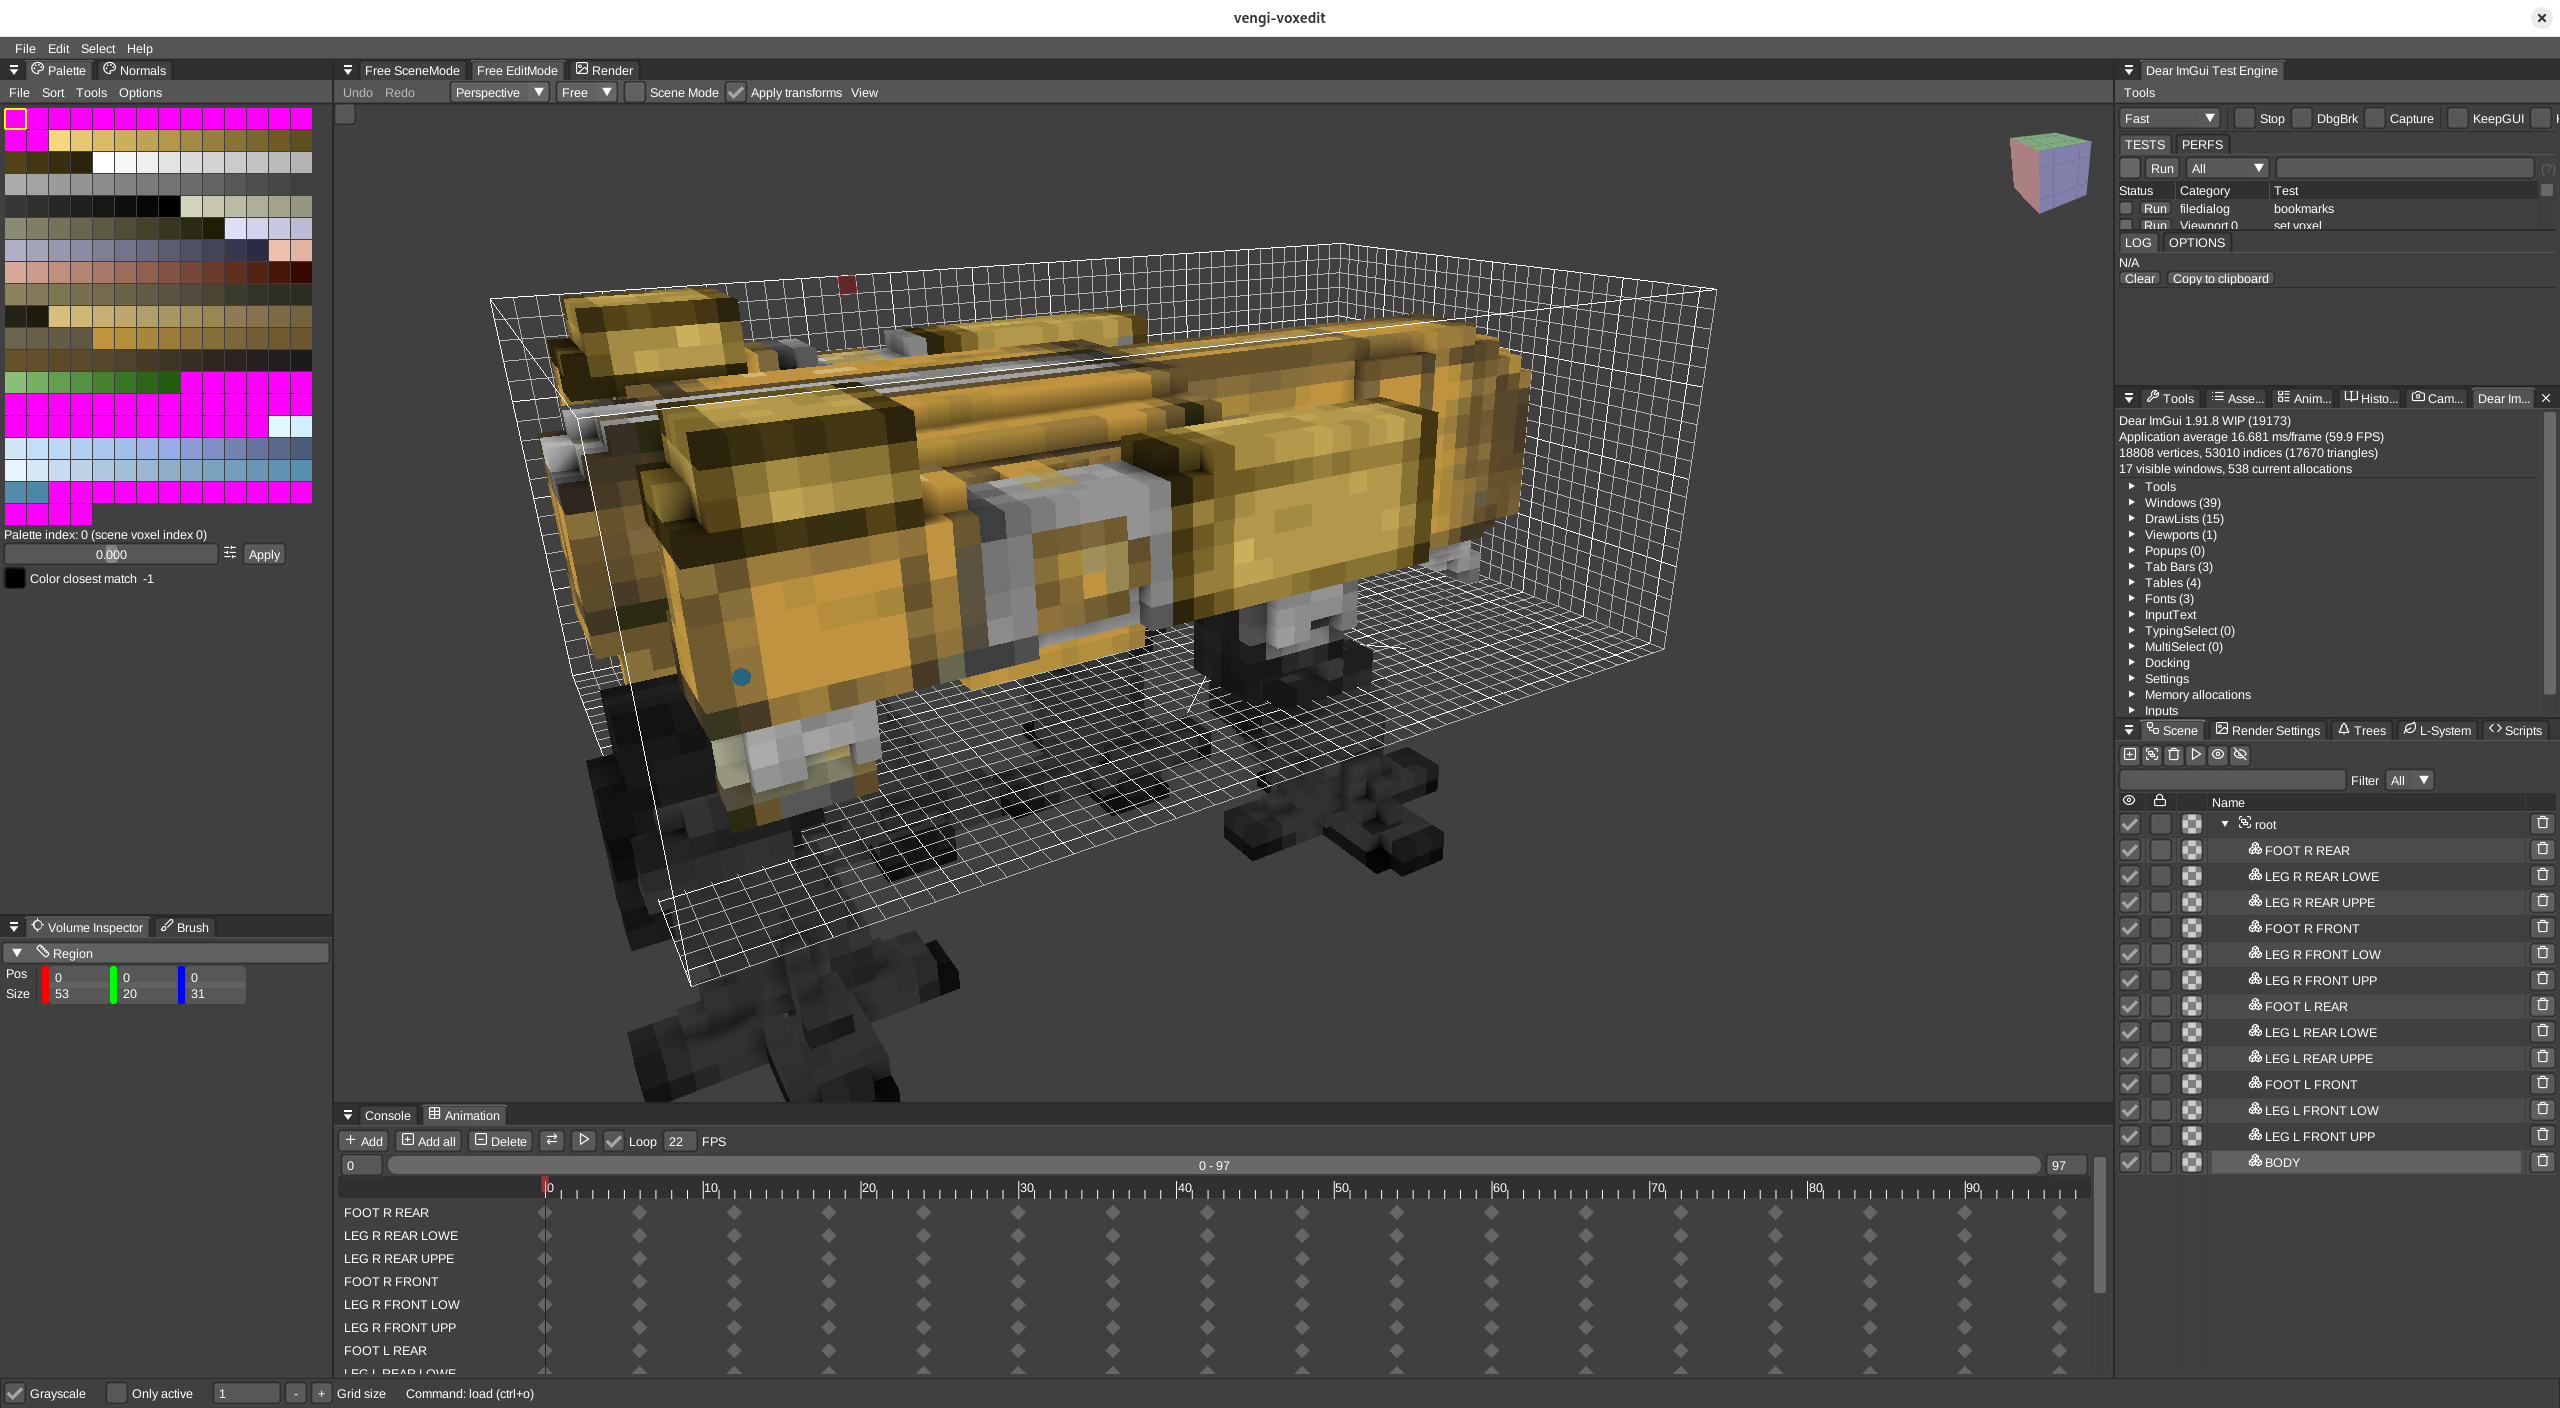 vengi-voxedit
File Edit Select Help
Palette Normals
File Sort Tools Options
Palette index: 0 (scene voxel index 0)
0.000 Apply
Color closest match -1
Volume Inspector Brush
Region
Pos 0 0 0
Size 53 20 31
Free SceneMode Free EditMode Render
Undo Redo Perspective Free Scene Mode Apply transforms View
Console Animation
Add Add all Delete Loop 22 FPS
0 0 - 97 97
0 10 20 30 40 50 60 70 80 90
FOOT R REAR
LEG R REAR LOWE
LEG R REAR UPPE
FOOT R FRONT
LEG R FRONT LOW
LEG R FRONT UPP
FOOT L REAR
LEG L REAR LOWE
Dear ImGui Test Engine
Tools
Fast Stop DbgBrk Capture KeepGUI
TESTS PERFS
Run All (?)
Status Category Test
Run filedialog bookmarks
Run Viewport 0 set voxel
LOG OPTIONS
N/A
Clear Copy to clipboard
Tools Asse... Anim... Histo... Cam... Dear Im...
Dear ImGui 1.91.8 WIP (19173)
Application average 16.681 ms/frame (59.9 FPS)
18808 vertices, 53010 indices (17670 triangles)
17 visible windows, 538 current allocations
Tools
Windows (39)
DrawLists (15)
Viewports (1)
Popups (0)
Tab Bars (3)
Tables (4)
Fonts (3)
InputText
TypingSelect (0)
MultiSelect (0)
Docking
Settings
Memory allocations
Inputs
Scene Render Settings Trees L-System Scripts
Filter All
Name
root
FOOT R REAR
LEG R REAR LOWE
LEG R REAR UPPE
FOOT R FRONT
LEG R FRONT LOW
LEG R FRONT UPP
FOOT L REAR
LEG L REAR LOWE
LEG L REAR UPPE
FOOT L FRONT
LEG L FRONT LOW
LEG L FRONT UPP
BODY
Grayscale Only active 1 - + Grid size Command: load (ctrl+o)